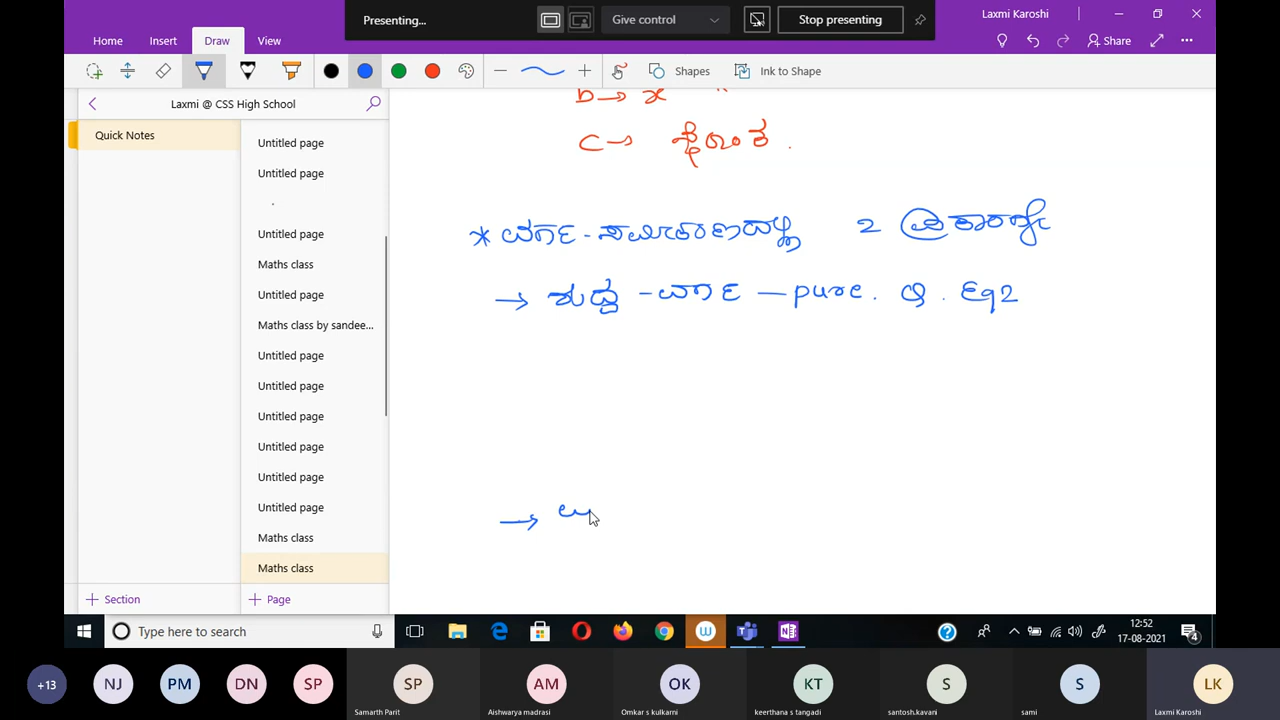 Presenting...
Give control
Stop presenting
Laxmi Karoshi
Home
Insert
Draw
View
Share
Shapes
Ink to Shape
Laxmi @ CSS High School
Quick Notes
Untitled page
Untitled page
.
Untitled page
Maths class
Untitled page
Maths class by sandee...
Untitled page
Untitled page
Untitled page
Untitled page
Untitled page
Untitled page
Maths class
Maths class
+ Section
+ Page
b → x "
c → ಸ್ಥಿರಾಂಕ .
* ವರ್ಗ - ಸಮೀಕರಣದಲ್ಲಿ 2
→ ಶುದ್ಧ - ವರ್ಗ — pure. Q. Eq2
→
Type here to search
12:52
17-08-2021
4
+13
NJ
PM
DN
SP
SP
Samarth Parit
AM
Aishwarya madrasi
OK
Omkar s kulkarni
KT
keerthana s tangadi
S
santosh.kavani
S
sami
LK
Laxmi Karoshi